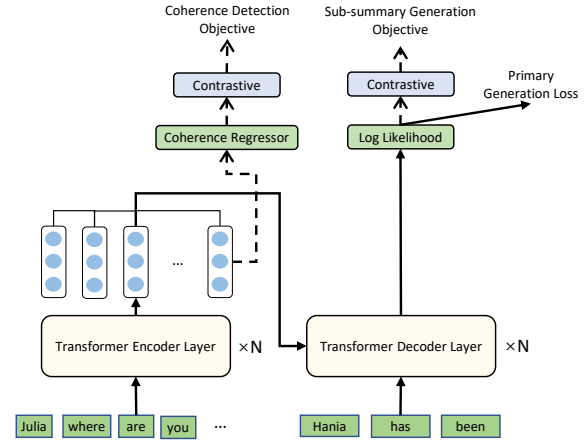 Coherence Detection
Objective
Sub-summary Generation
Objective
Contrastive
Contrastive
Primary
Generation Loss
Coherence Regressor
Log Likelihood
...
Transformer Encoder Layer
×N
Transformer Decoder Layer
×N
Julia
where
are
you
...
Hania
has
been